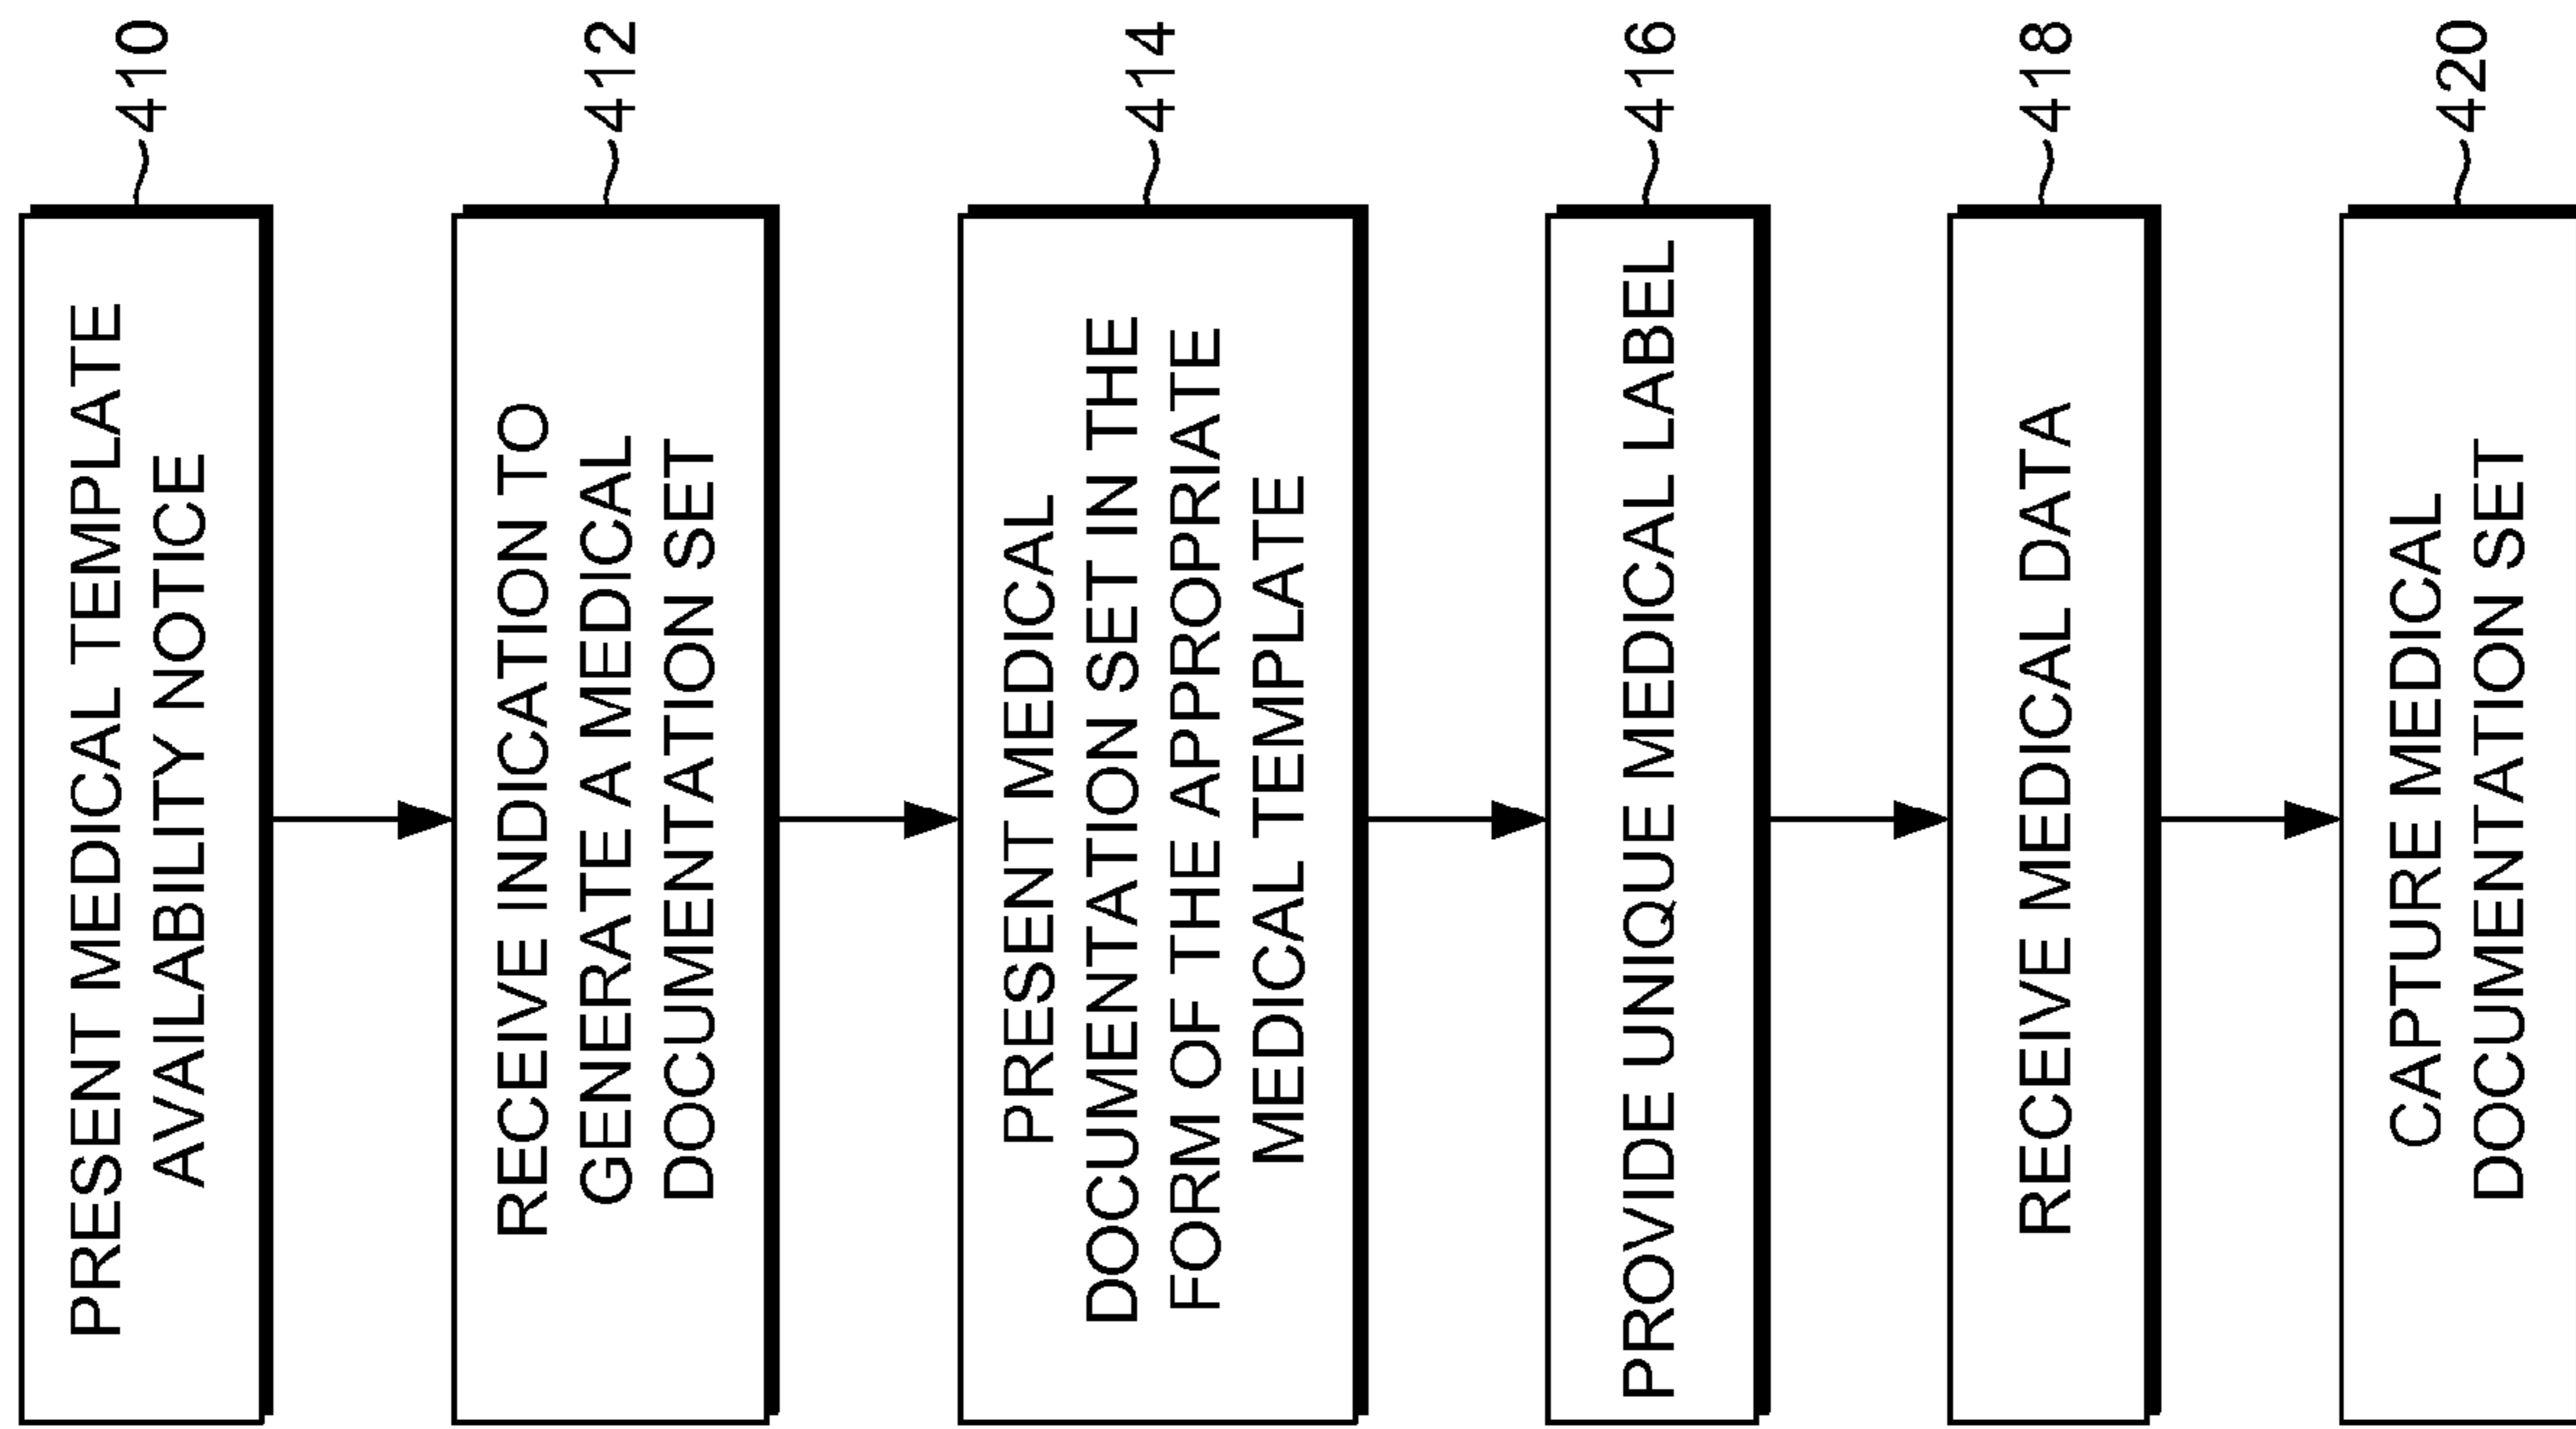 PRESENT MEDICAL TEMPLATE
AVAILABILITY NOTICE
410
RECEIVE INDICATION TO
GENERATE A MEDICAL
DOCUMENTATION SET
412
PRESENT MEDICAL
DOCUMENTATION SET IN THE
FORM OF THE APPROPRIATE
MEDICAL TEMPLATE
414
PROVIDE UNIQUE MEDICAL LABEL
416
RECEIVE MEDICAL DATA
418
CAPTURE MEDICAL
DOCUMENTATION SET
420